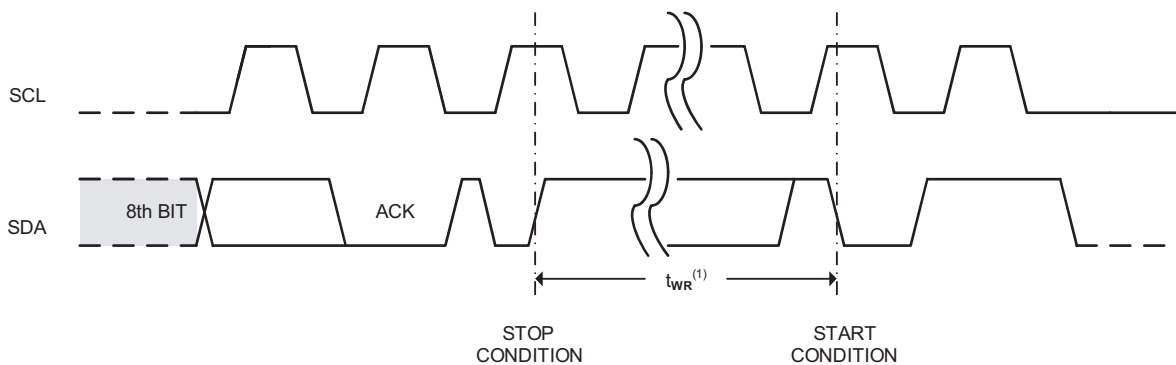 SCL
SDA
8th BIT
ACK
tWR(1)
STOP
CONDITION
START
CONDITION